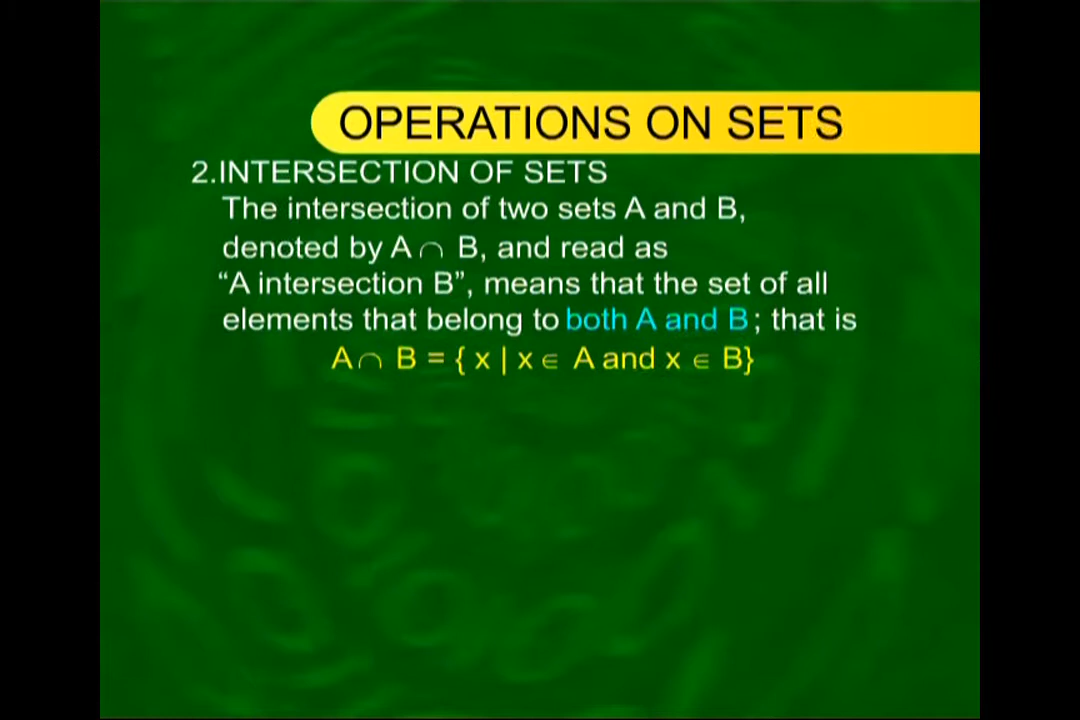 OPERATIONS ON SETS
2.INTERSECTION OF SETS
The intersection of two sets A and B,
denoted by A ∩ B, and read as
“A intersection B”, means that the set of all
elements that belong to both A and B ; that is
A ∩ B = { x | x ∈ A and x ∈ B}